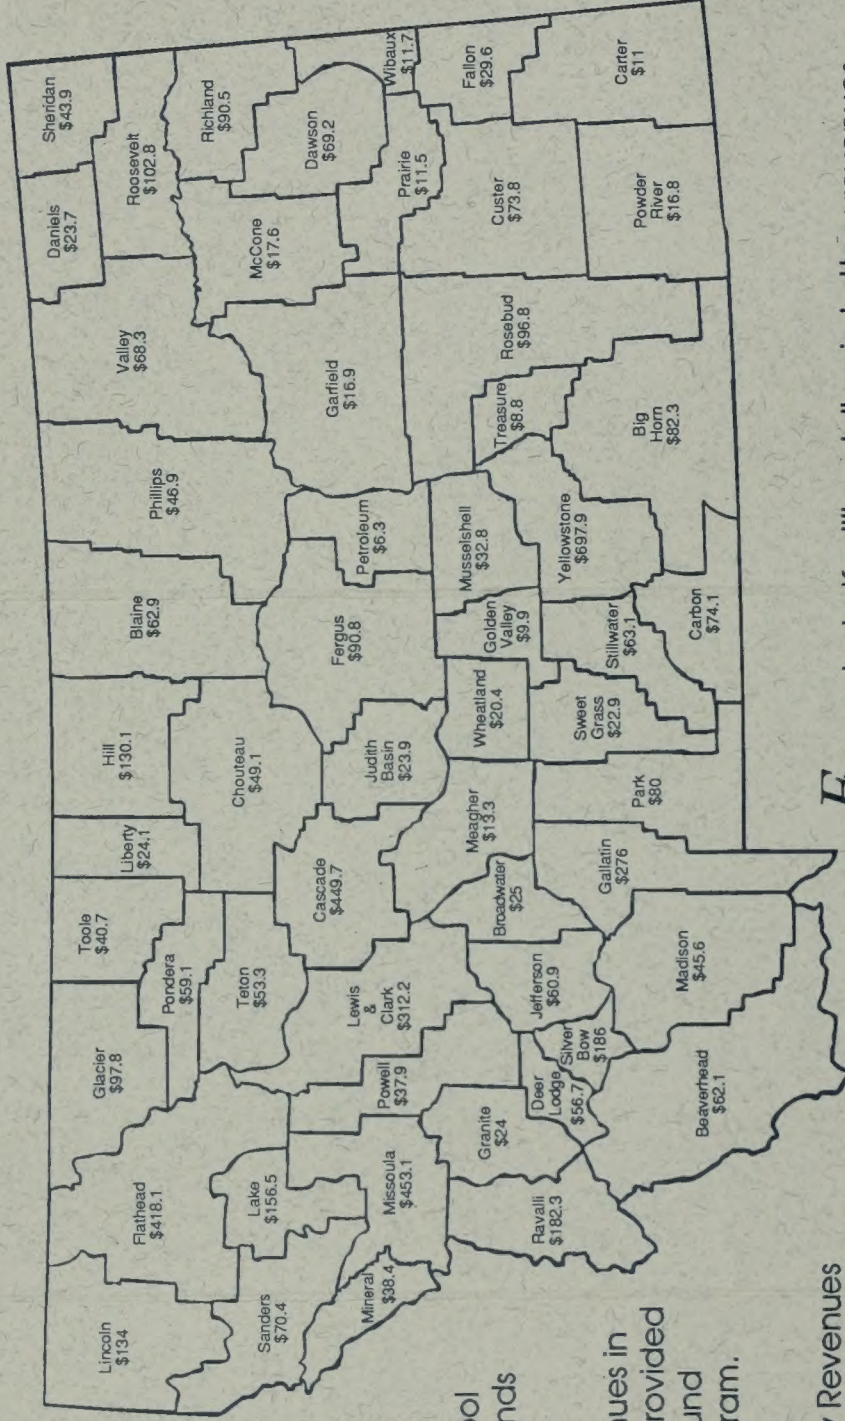 Lincoln
$134
Flathead
$418.1
Glacier
$97.8
Toole
$40.7
Liberty
$24.1
Hill
$130.1
Blaine
$62.9
Phillips
$46.9
Valley
$68.3
Daniels
$23.7
Sheridan
$43.9
Roosevelt
$102.8
Richland
$90.5
Sanders
$70.4
Lake
$156.5
Pondera
$59.1
Teton
$53.3
Chouteau
$49.1
Cascade
$449.7
Judith
Basin
$23.9
Fergus
$90.8
Petroleum
$6.3
Garfield
$16.9
McCone
$17.6
Dawson
$69.2
Wibaux
$11.7
Prairie
$11.5
Mineral
$38.4
Missoula
$453.1
Powell
$37.9
Lewis
&
Clark
$312.2
Meagher
$13.3
Wheatland
$20.4
Golden
Valley
$9.9
Musselshell
$32.8
Treasure
$8.8
Rosebud
$96.8
Custer
$73.8
Fallon
$29.6
Ravalli
$182.3
Granite
$24
Deer
Lodge
$56.7
Silver
Bow
$186
Jefferson
$60.9
Broadwater
$25
Gallatin
$276
Park
$80
Sweet
Grass
$22.9
Stillwater
$63.1
Yellowstone
$697.9
Big
Horn
$82.3
Powder
River
$16.8
Carter
$11
Beaverhead
$62.1
Madison
$45.6
Carbon
$74.1
ool
nds
ues in
rovided
und
ram.
y Revenues